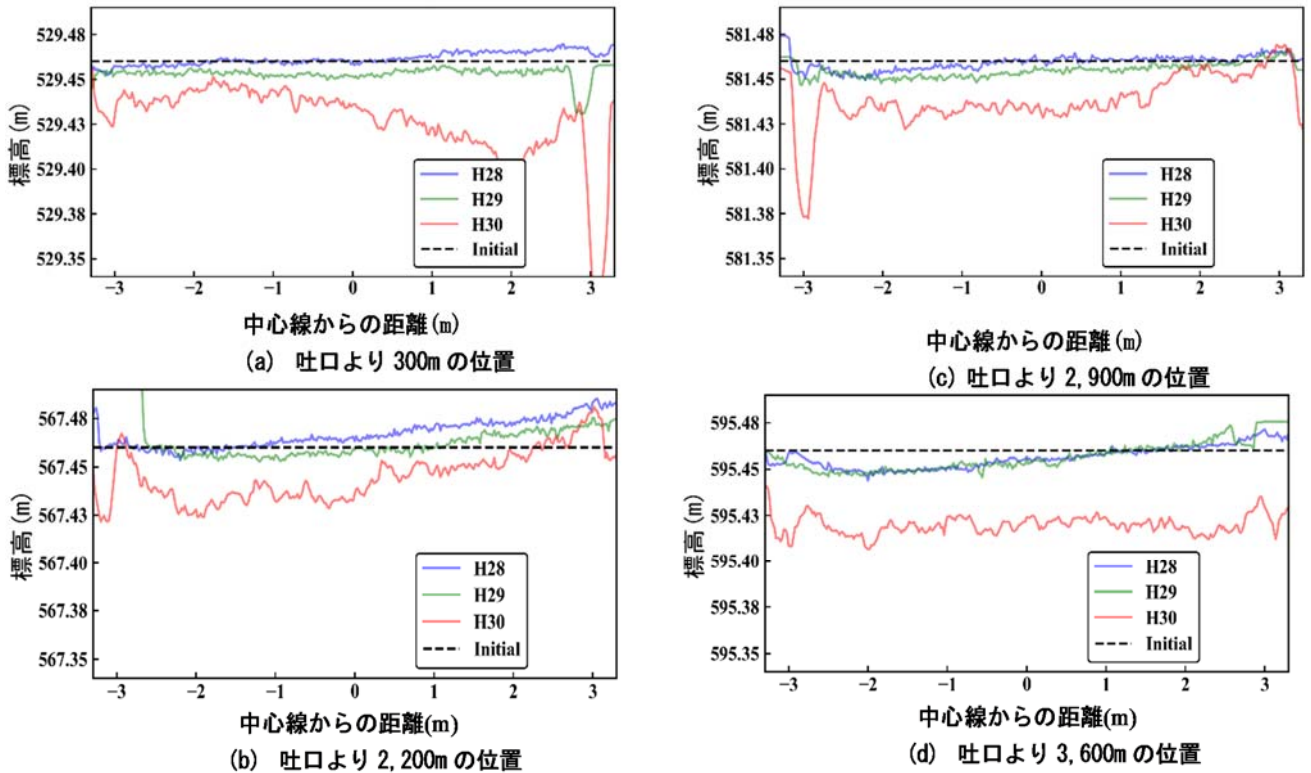 標高(m)
529.48
529.45
529.43
529.40
529.38
529.35
H28
H29
H30
Initial
−3
−2
−1
0
1
2
3
中心線からの距離(m)
(a) 吐口より 300m の位置
標高(m)
567.48
567.45
567.43
567.40
567.38
567.35
H28
H29
H30
Initial
−3
−2
−1
0
1
2
3
中心線からの距離(m)
(b) 吐口より 2,200m の位置
標高(m)
581.48
581.45
581.43
581.40
581.38
581.35
H28
H29
H30
Initial
−3
−2
−1
0
1
2
3
中心線からの距離(m)
(c) 吐口より 2,900m の位置
標高(m)
595.48
595.45
595.43
595.40
595.38
595.35
H28
H29
H30
Initial
−3
−2
−1
0
1
2
3
中心線からの距離(m)
(d) 吐口より 3,600m の位置